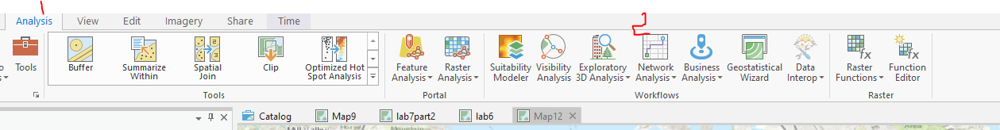 1
2
Analysis View Edit Imagery Share Time
Tools Buffer Summarize Within Spatial Join Clip Optimized Hot Spot Analysis Feature Analysis Raster Analysis Suitability Modeler Visibility Analysis Exploratory 3D Analysis Network Analysis Business Analysis Geostatistical Wizard Data Interop Raster Functions Function Editor
Tools Portal Workflows Raster
Catalog Map9 lab7part2 lab6 Map12